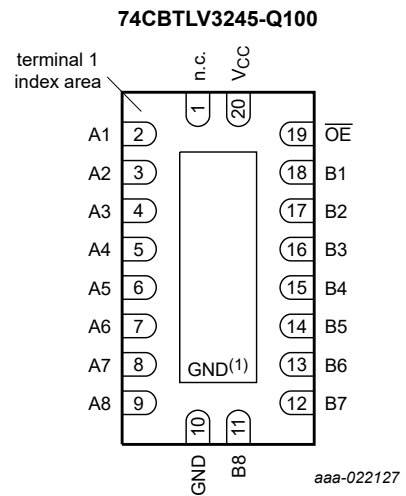 74CBTLV3245-Q100
terminal 1
index area
n.c.
VCC
1
20
A1 2
19 OE
A2 3
18 B1
A3 4
17 B2
A4 5
16 B3
A5 6
15 B4
A6 7
14 B5
A7 8
13 B6
A8 9
12 B7
GND(1)
10
11
GND
B8
aaa-022127